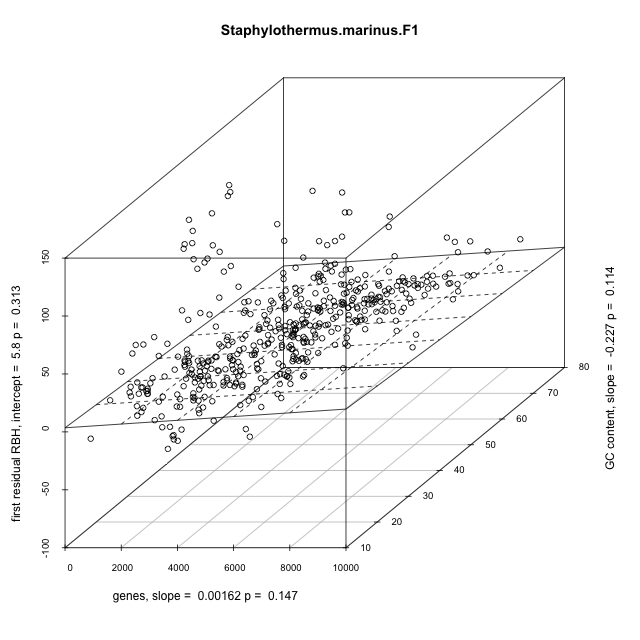 Staphylothermus.marinus.F1
first residual RBH, intercept = 5.8 p = 0.313
150
100
50
0
-50
-100
0 2000 4000 6000 8000 10000
10
20
30
40
50
60
70
80
GC content, slope = -0.227 p = 0.114
genes, slope = 0.00162 p = 0.147